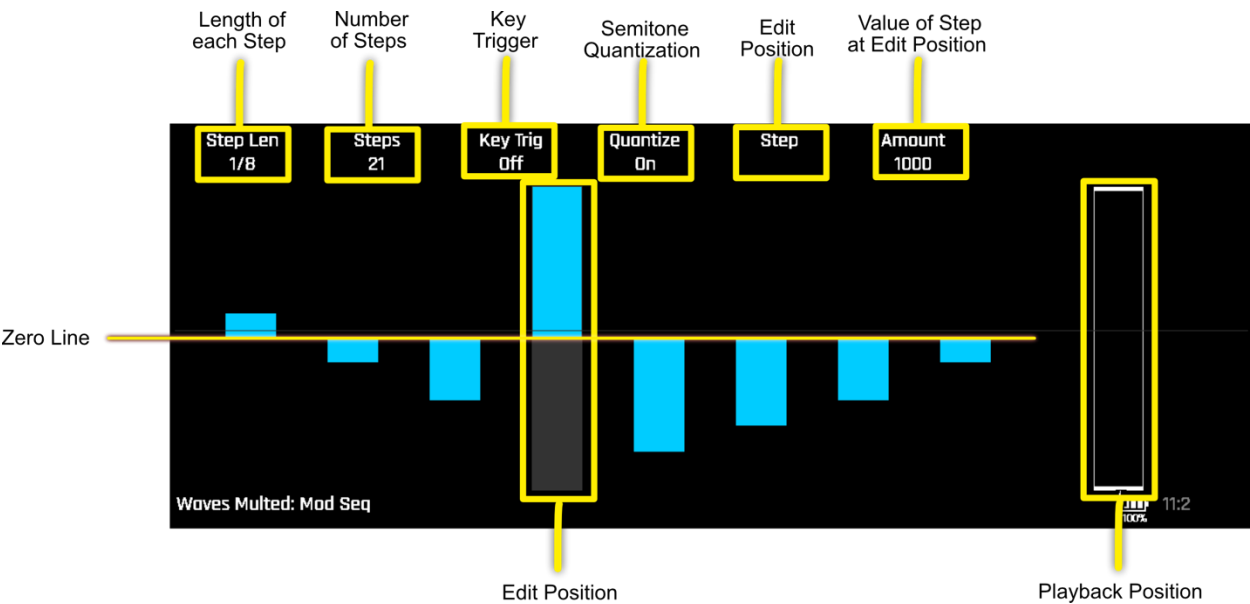 Length of
each Step
Number
of Steps
Key
Trigger
Semitone
Quantization
Edit
Position
Value of Step
at Edit Position
Step Len
1/8
Steps
21
Key Trig
Off
Quantize
On
Step
Amount
1000
Zero Line
Waves Multed: Mod Seq
100%
11:2
Edit Position
Playback Position